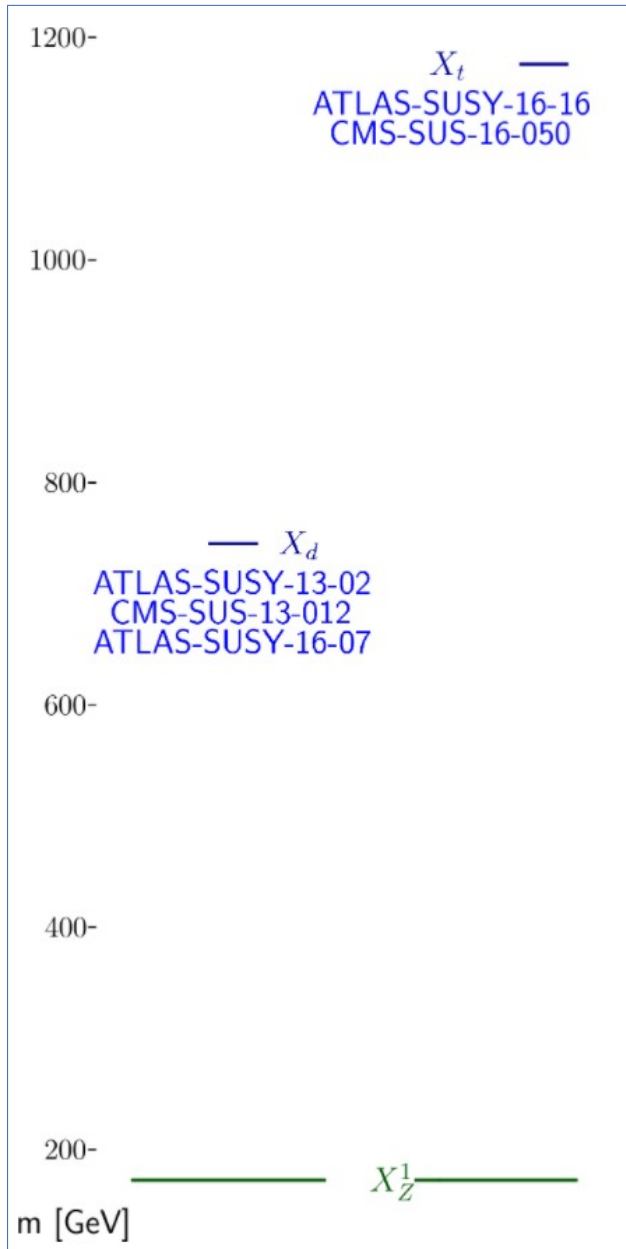 1200-
X_t
ATLAS-SUSY-16-16
CMS-SUS-16-050
1000-
800-
X_d
ATLAS-SUSY-13-02
CMS-SUS-13-012
ATLAS-SUSY-16-07
600-
400-
200-
X_Z^1
m [GeV]